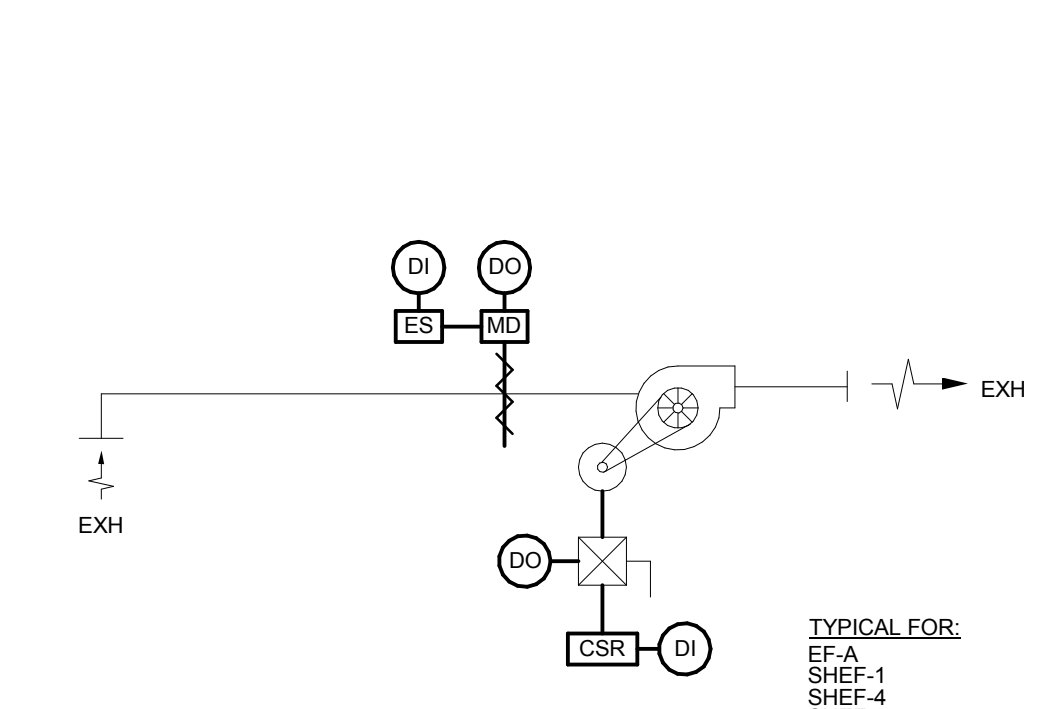 DI DO
ES MD
EXH
EXH
DO
CSR DI
TYPICAL FOR:
EF-A
SHEF-1
SHEF-4